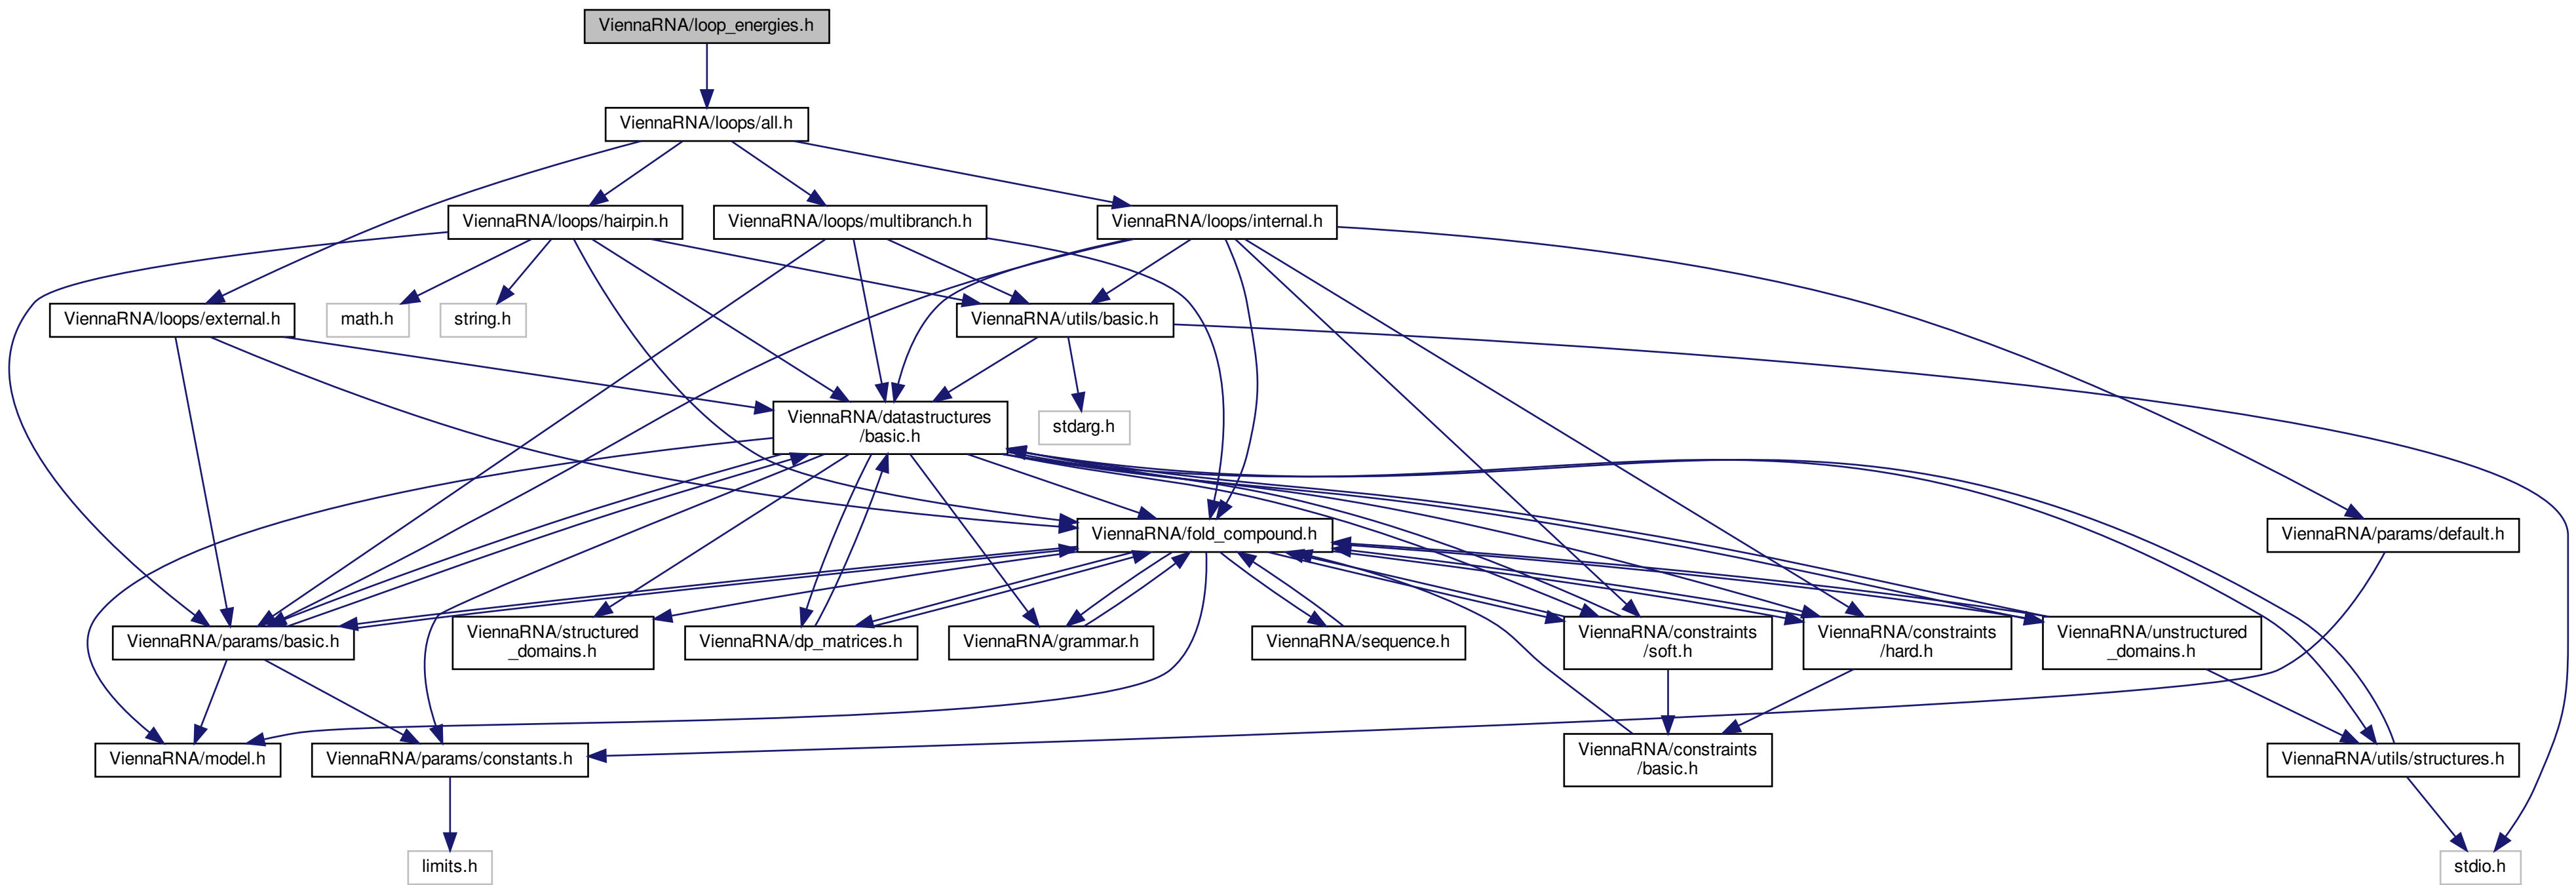 ViennaRNA/loop_energies.h
ViennaRNA/loops/all.h
ViennaRNA/loops/hairpin.h
ViennaRNA/loops/multibranch.h
ViennaRNA/loops/internal.h
ViennaRNA/loops/external.h
math.h
string.h
ViennaRNA/utils/basic.h
ViennaRNA/datastructures
/basic.h
stdarg.h
ViennaRNA/fold_compound.h
ViennaRNA/params/default.h
ViennaRNA/params/basic.h
ViennaRNA/structured
_domains.h
ViennaRNA/dp_matrices.h
ViennaRNA/grammar.h
ViennaRNA/sequence.h
ViennaRNA/constraints
/soft.h
ViennaRNA/constraints
/hard.h
ViennaRNA/unstructured
_domains.h
ViennaRNA/model.h
ViennaRNA/params/constants.h
ViennaRNA/constraints
/basic.h
ViennaRNA/utils/structures.h
limits.h
stdio.h